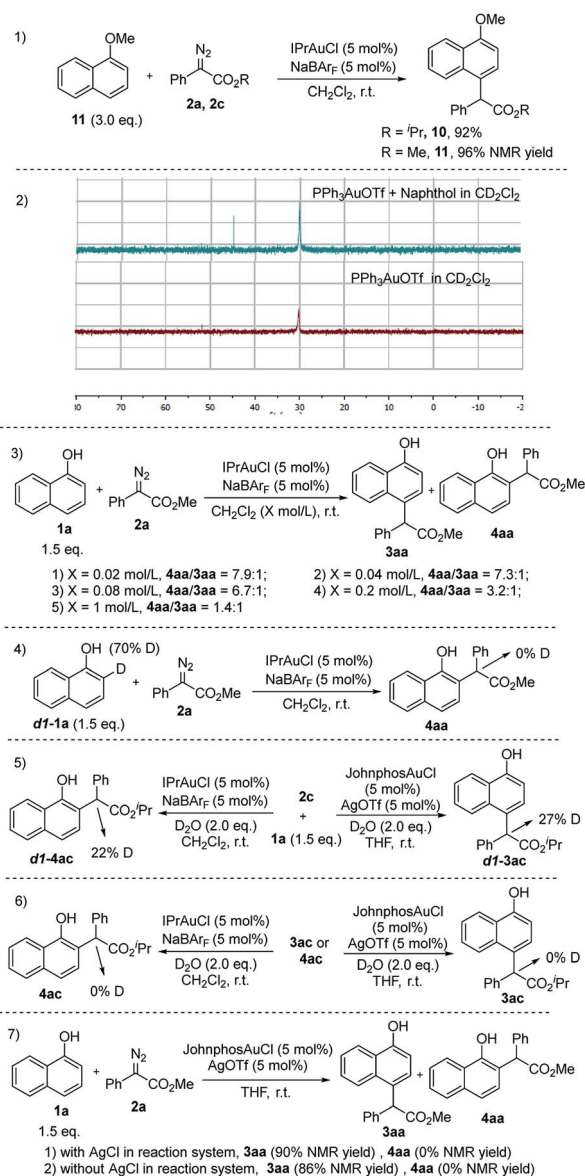 1)
OMe
11 (3.0 eq.)
+
N2
Ph
CO2R
2a, 2c
IPrAuCl (5 mol%)
NaBArF (5 mol%)
CH2Cl2, r.t.
OMe
Ph
CO2R
R = iPr, 10, 92%
R = Me, 11, 96% NMR yield
2)
PPh3AuOTf + Naphthol in CD2Cl2
PPh3AuOTf in CD2Cl2
30 70 60 50 40 30 20 10 0 -10 -2
3)
OH
1a
1.5 eq.
+
N2
Ph
CO2Me
2a
IPrAuCl (5 mol%)
NaBArF (5 mol%)
CH2Cl2 (X mol/L), r.t.
OH
Ph
CO2Me
3aa
+
OH
Ph
CO2Me
4aa
1) X = 0.02 mol/L, 4aa/3aa = 7.9:1; 2) X = 0.04 mol/L, 4aa/3aa = 7.3:1;
3) X = 0.08 mol/L, 4aa/3aa = 6.7:1; 4) X = 0.2 mol/L, 4aa/3aa = 3.2:1;
5) X = 1 mol/L, 4aa/3aa = 1.4:1
4)
OH
(70% D)
D
d1-1a (1.5 eq.)
+
N2
Ph
CO2Me
2a
IPrAuCl (5 mol%)
NaBArF (5 mol%)
CH2Cl2, r.t.
OH
Ph
0% D
CO2Me
4aa
5)
OH
Ph
CO2iPr
d1-4ac
22% D
IPrAuCl (5 mol%)
NaBArF (5 mol%)
D2O (2.0 eq.)
CH2Cl2, r.t.
2c
+
1a (1.5 eq.)
JohnphosAuCl
(5 mol%)
AgOTf (5 mol%)
D2O (2.0 eq.)
THF, r.t.
OH
27% D
Ph
CO2iPr
d1-3ac
6)
OH
Ph
CO2iPr
4ac
0% D
IPrAuCl (5 mol%)
NaBArF (5 mol%)
D2O (2.0 eq.)
CH2Cl2, r.t.
3ac or
4ac
JohnphosAuCl
(5 mol%)
AgOTf (5 mol%)
D2O (2.0 eq.)
THF, r.t.
OH
0% D
Ph
CO2iPr
3ac
7)
OH
1a
1.5 eq.
+
N2
Ph
CO2Me
2a
JohnphosAuCl (5 mol%)
AgOTf (5 mol%)
THF, r.t.
OH
Ph
CO2Me
3aa
+
OH
Ph
CO2Me
4aa
1) with AgCl in reaction system, 3aa (90% NMR yield) , 4aa (0% NMR yield)
2) without AgCl in reaction system, 3aa (86% NMR yield) , 4aa (0% NMR yield)